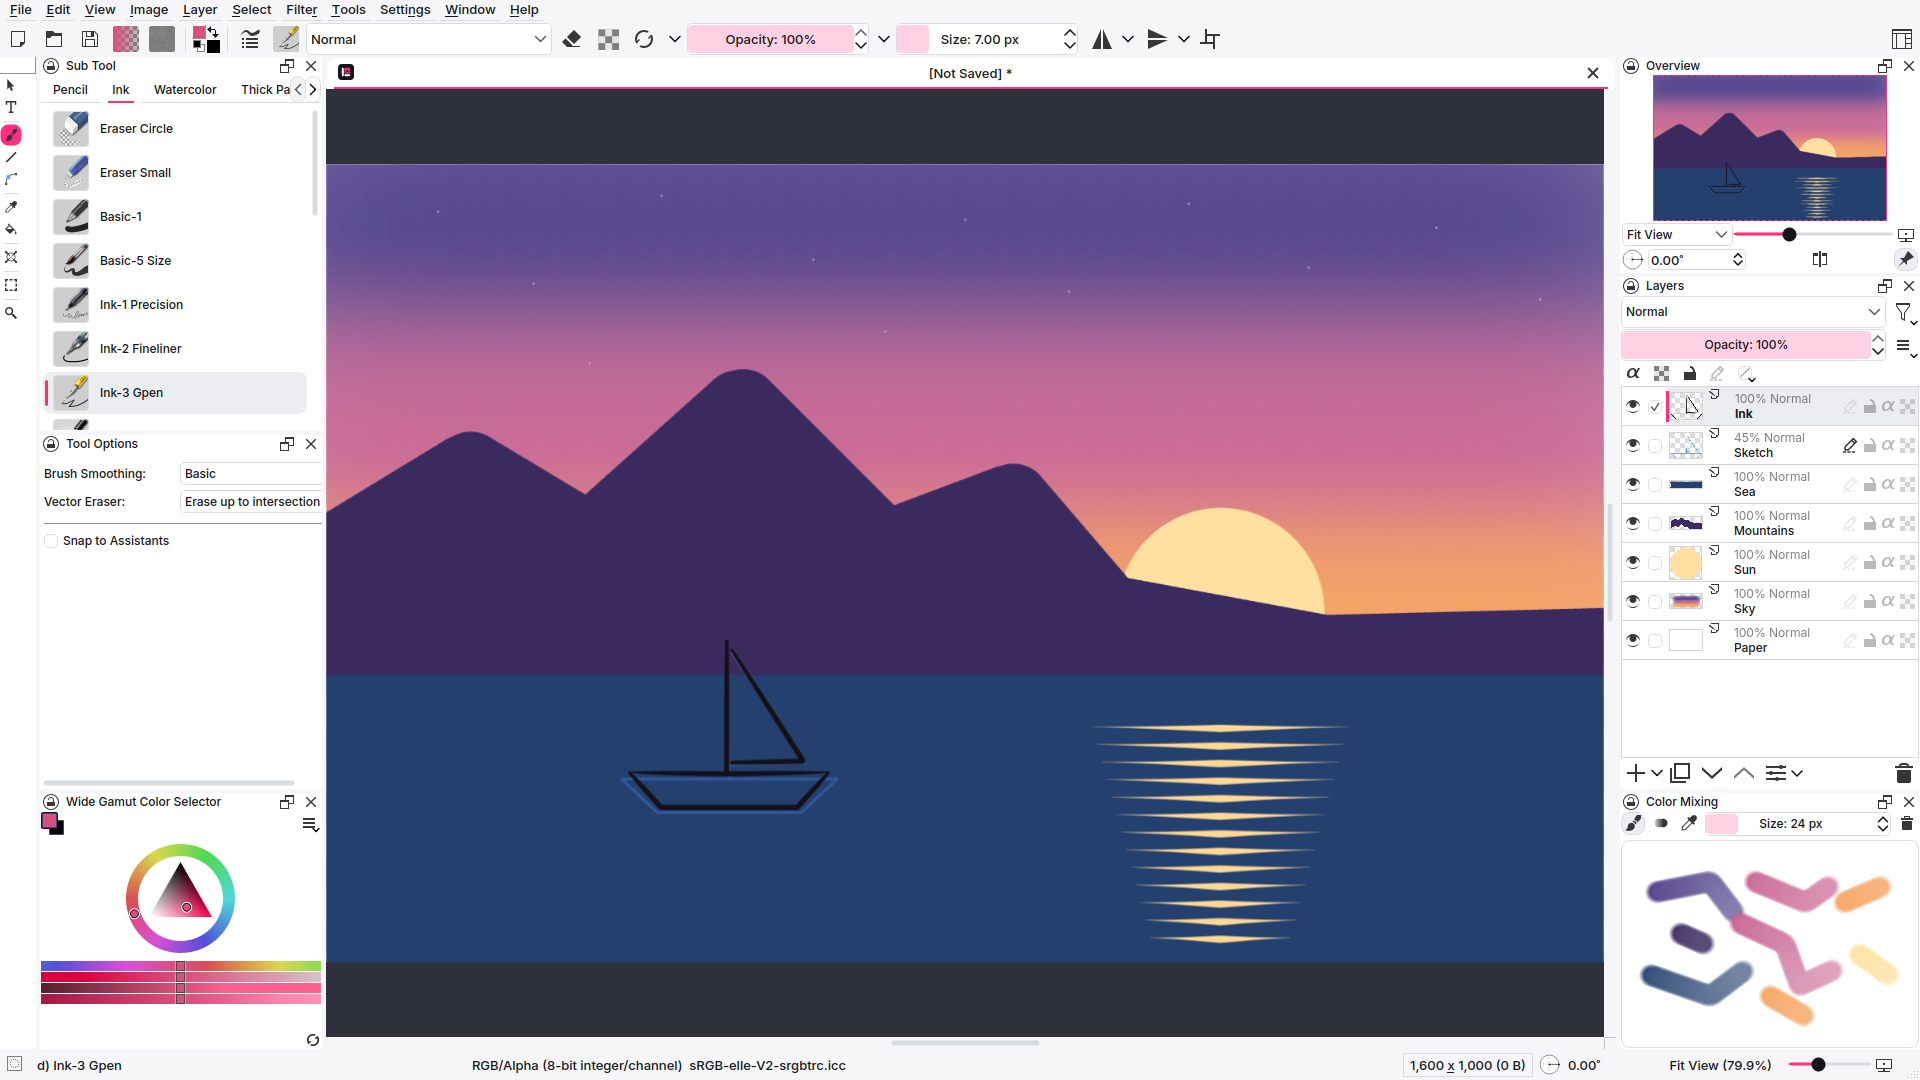 File Edit View Image Layer Select Filter Tools Settings Window Help
Normal
Opacity: 100%
Size: 7.00 px
Sub Tool
Pencil Ink Watercolor Thick Pa
Eraser Circle
Eraser Small
Basic-1
Basic-5 Size
Ink-1 Precision
Ink-2 Fineliner
Ink-3 Gpen
Tool Options
Brush Smoothing: Basic
Vector Eraser: Erase up to intersection
Snap to Assistants
Wide Gamut Color Selector
[Not Saved] *
Overview
Fit View
0.00°
Layers
Normal
Opacity: 100%
100% Normal
Ink
45% Normal
Sketch
100% Normal
Sea
100% Normal
Mountains
100% Normal
Sun
100% Normal
Sky
100% Normal
Paper
Color Mixing
Size: 24 px
d) Ink-3 Gpen
RGB/Alpha (8-bit integer/channel) sRGB-elle-V2-srgbtrc.icc
1,600 x 1,000 (0 B)
0.00°
Fit View (79.9%)